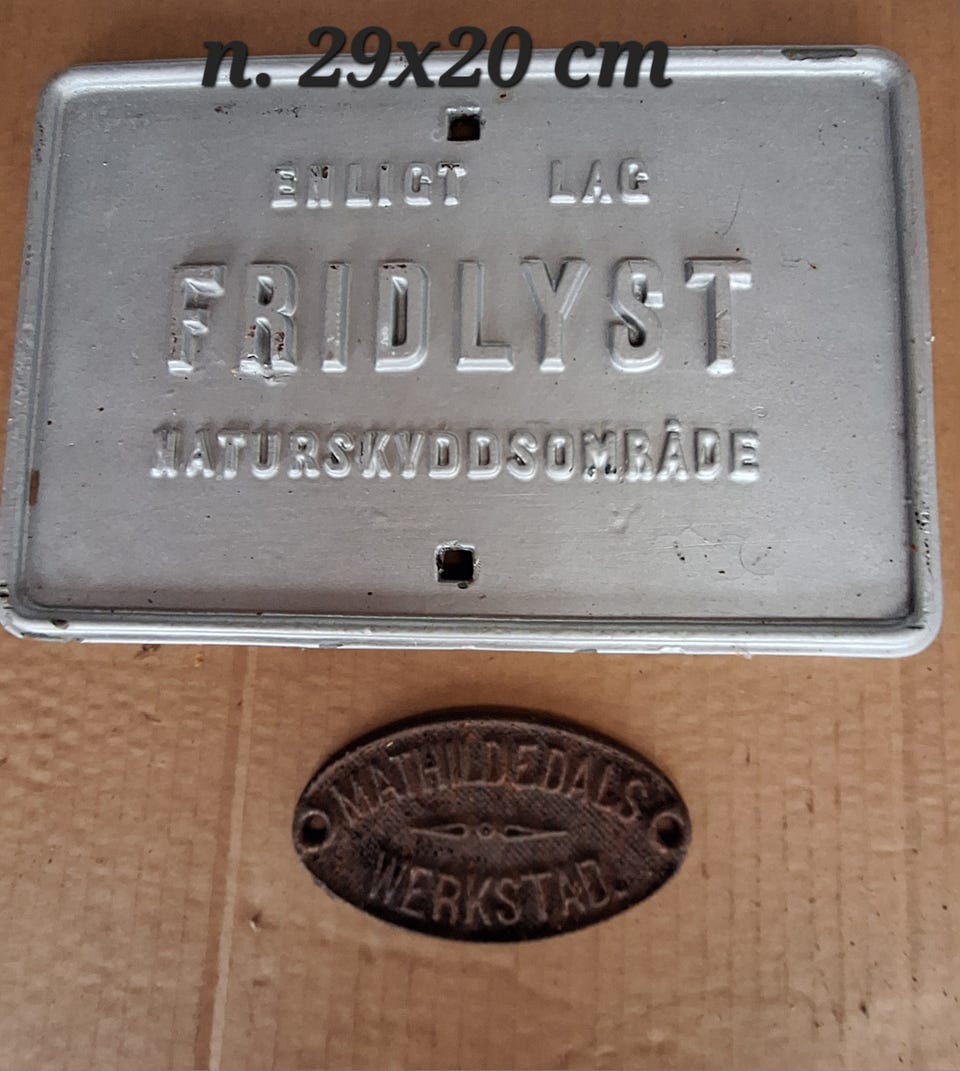 n. 29x20 cm
ENLIGT LAG
FRIDLYST
NATURSKYDDSOMRÅDE
MATHILDEDALS
WERKSTAD.